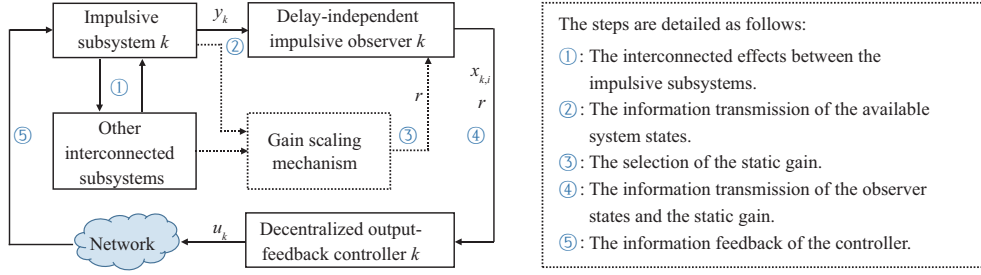 Impulsive
subsystem k
y_k
②
Delay-independent
impulsive observer k
①
Other
interconnected
subsystems
Gain scaling
mechanism
③
r
x_{k,i}
r
④
⑤
Network
u_k
Decentralized output-
feedback controller k
The steps are detailed as follows:
①: The interconnected effects between the
impulsive subsystems.
②: The information transmission of the available
system states.
③: The selection of the static gain.
④: The information transmission of the observer
states and the static gain.
⑤: The information feedback of the controller.